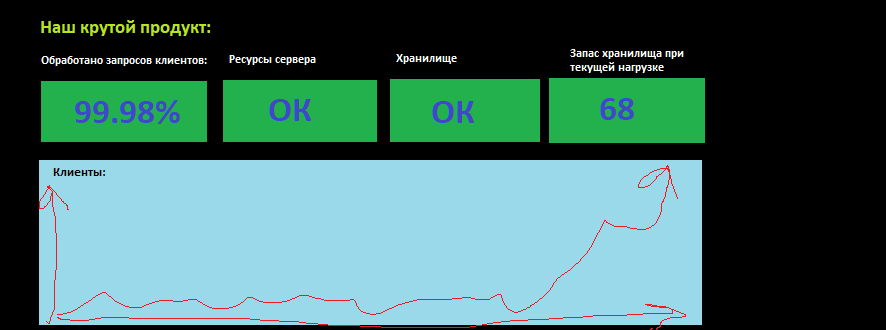 Наш крутой продукт:
Обработано запросов клиентов:
Ресурсы сервера
Хранилище
Запас хранилища при
текущей нагрузке
99.98%
ОК
ОК
68
Клиенты: